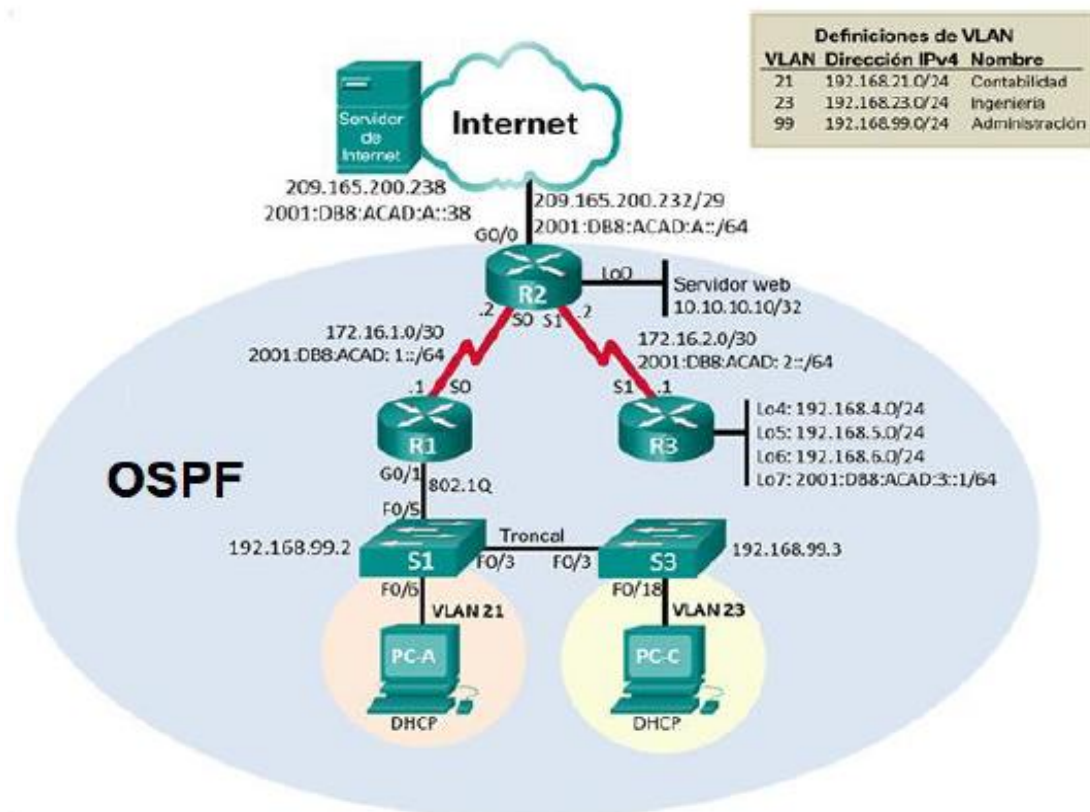 Definiciones de VLAN
VLAN Dirección IPv4 Nombre
21 192.168.21.0/24 Contabilidad
23 192.168.23.0/24 Ingeniería
99 192.168.99.0/24 Administración
Servidor
de
Internet
Internet
209.165.200.238
2001:DB8:ACAD:A::38
209.165.200.232/29
2001:DB8:ACAD:A::/64
G0/0
R2
Lo0
Servidor web
10.10.10.10/32
.2
S0
S1
.2
172.16.1.0/30
2001:DB8:ACAD: 1::/64
172.16.2.0/30
2001:DB8:ACAD: 2::/64
.1
S0
S1
.1
R1
R3
Lo4: 192.168.4.0/24
Lo5: 192.168.5.0/24
Lo6: 192.168.6.0/24
Lo7: 2001:DB8:ACAD:3::1/64
OSPF
G0/1
802.1Q
F0/5
192.168.99.2
S1
Troncal
F0/3
F0/3
S3
192.168.99.3
F0/6
VLAN 21
F0/18
VLAN 23
PC-A
DHCP
PC-C
DHCP